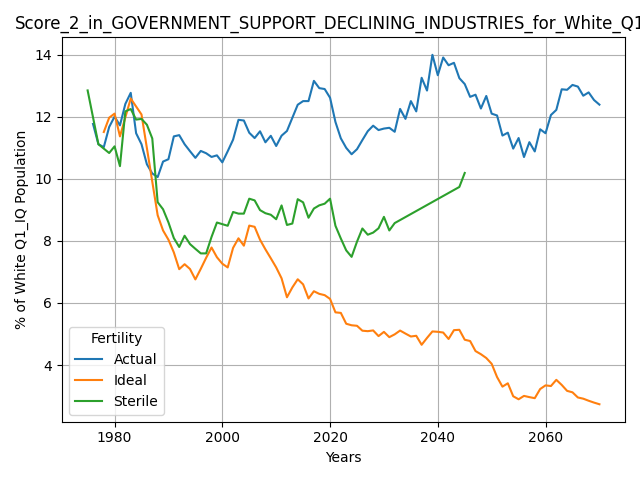 Score_2_in_GOVERNMENT_SUPPORT_DECLINING_INDUSTRIES_for_White_Q1
% of White Q1_IQ Population
14
12
10
8
6
4
Fertility
Actual
Ideal
Sterile
1980
2000
2020
2040
2060
Years